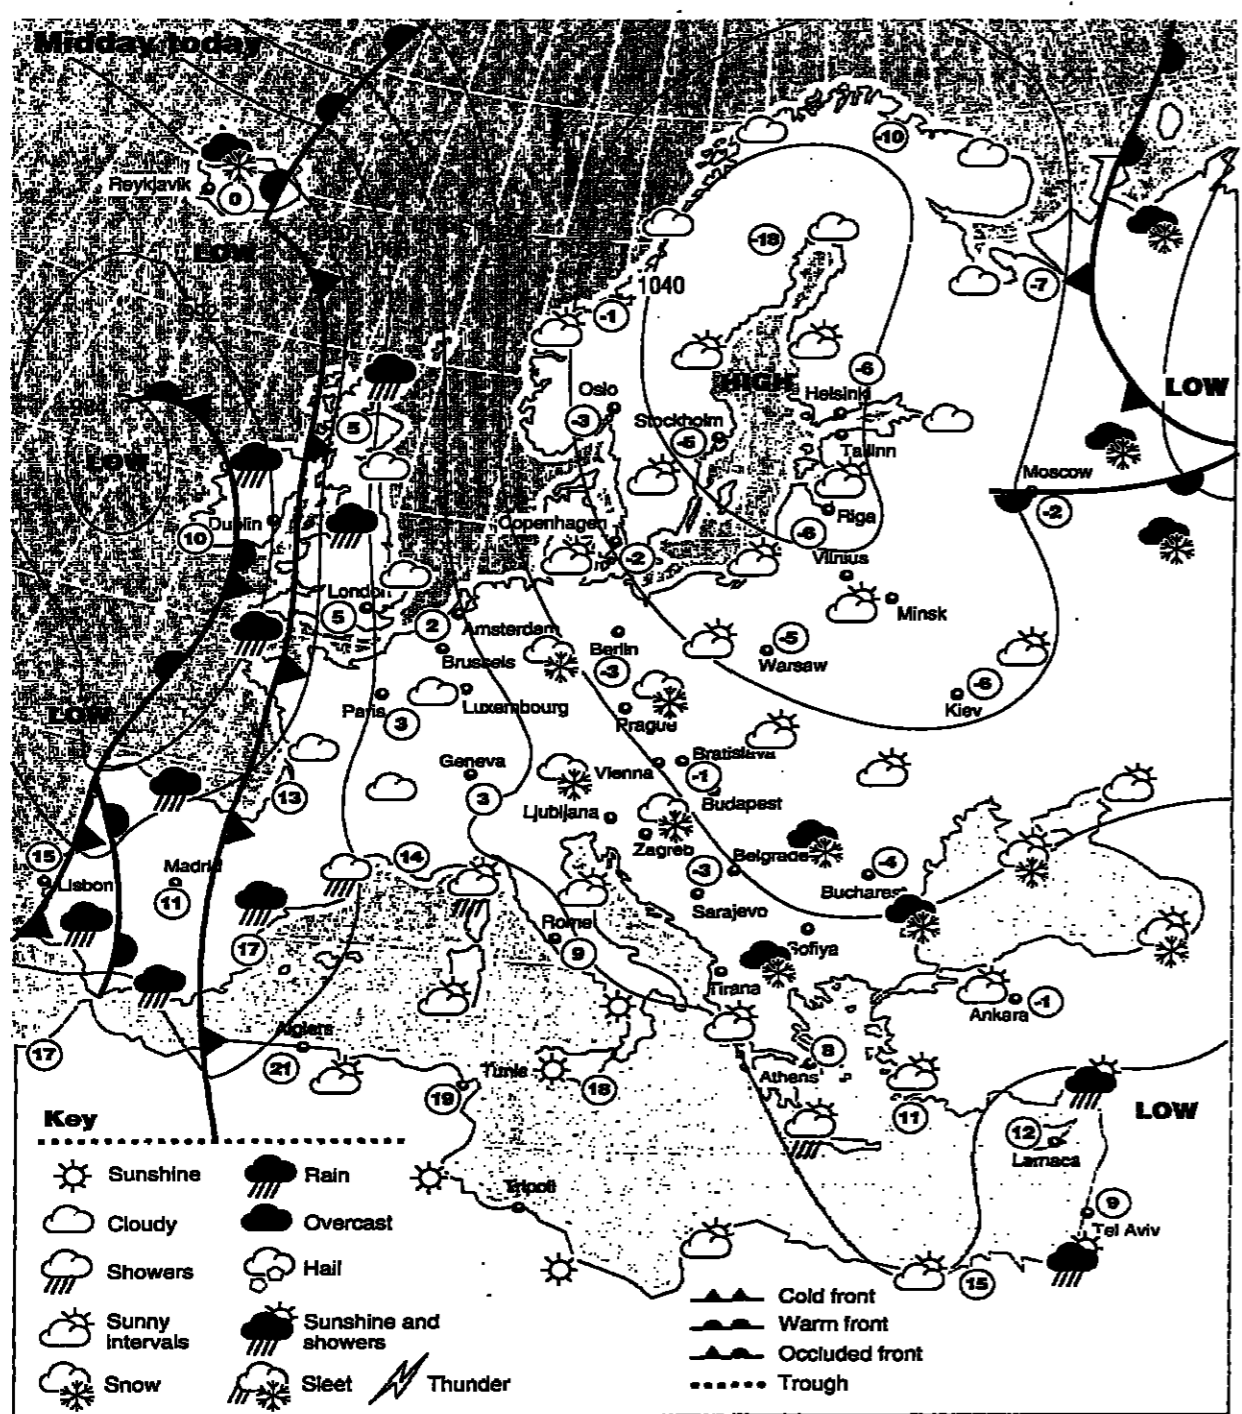 Midday today
-10
Reykjavik
0
LOW
-18
1040
-7
-1
992
HIGH
-6
LOW
Oslo
Helsinki
-3
Stockholm
5
-5
Tallinn
LOW
Moscow
Copenhagen
Riga
-2
10
Dublin
-6
Vilnius
-2
London
Minsk
5
2
Amsterdam
Berlin
-5
Brussels
-3
Warsaw
-6
LOW
Paris
Luxembourg
Kiev
3
Prague
Geneva
Vienna
Bratislava
-1
13
3
Budapest
Ljubljana
15
Madrid
14
Zagreb
Belgrade
-4
Lisbon
-3
Bucharest
11
Sarajevo
Rome
17
9
Sofiya
Tirana
Ankara
-1
17
Algiers
8
21
Tunis
18
Athens
19
11
LOW
12
Larnaca
Tripoli
9
Tel Aviv
15
Key
Sunshine
Rain
Cloudy
Overcast
Showers
Hail
Sunny
intervals
Sunshine and
showers
Snow
Sleet
Thunder
Cold front
Warm front
Occluded front
Trough